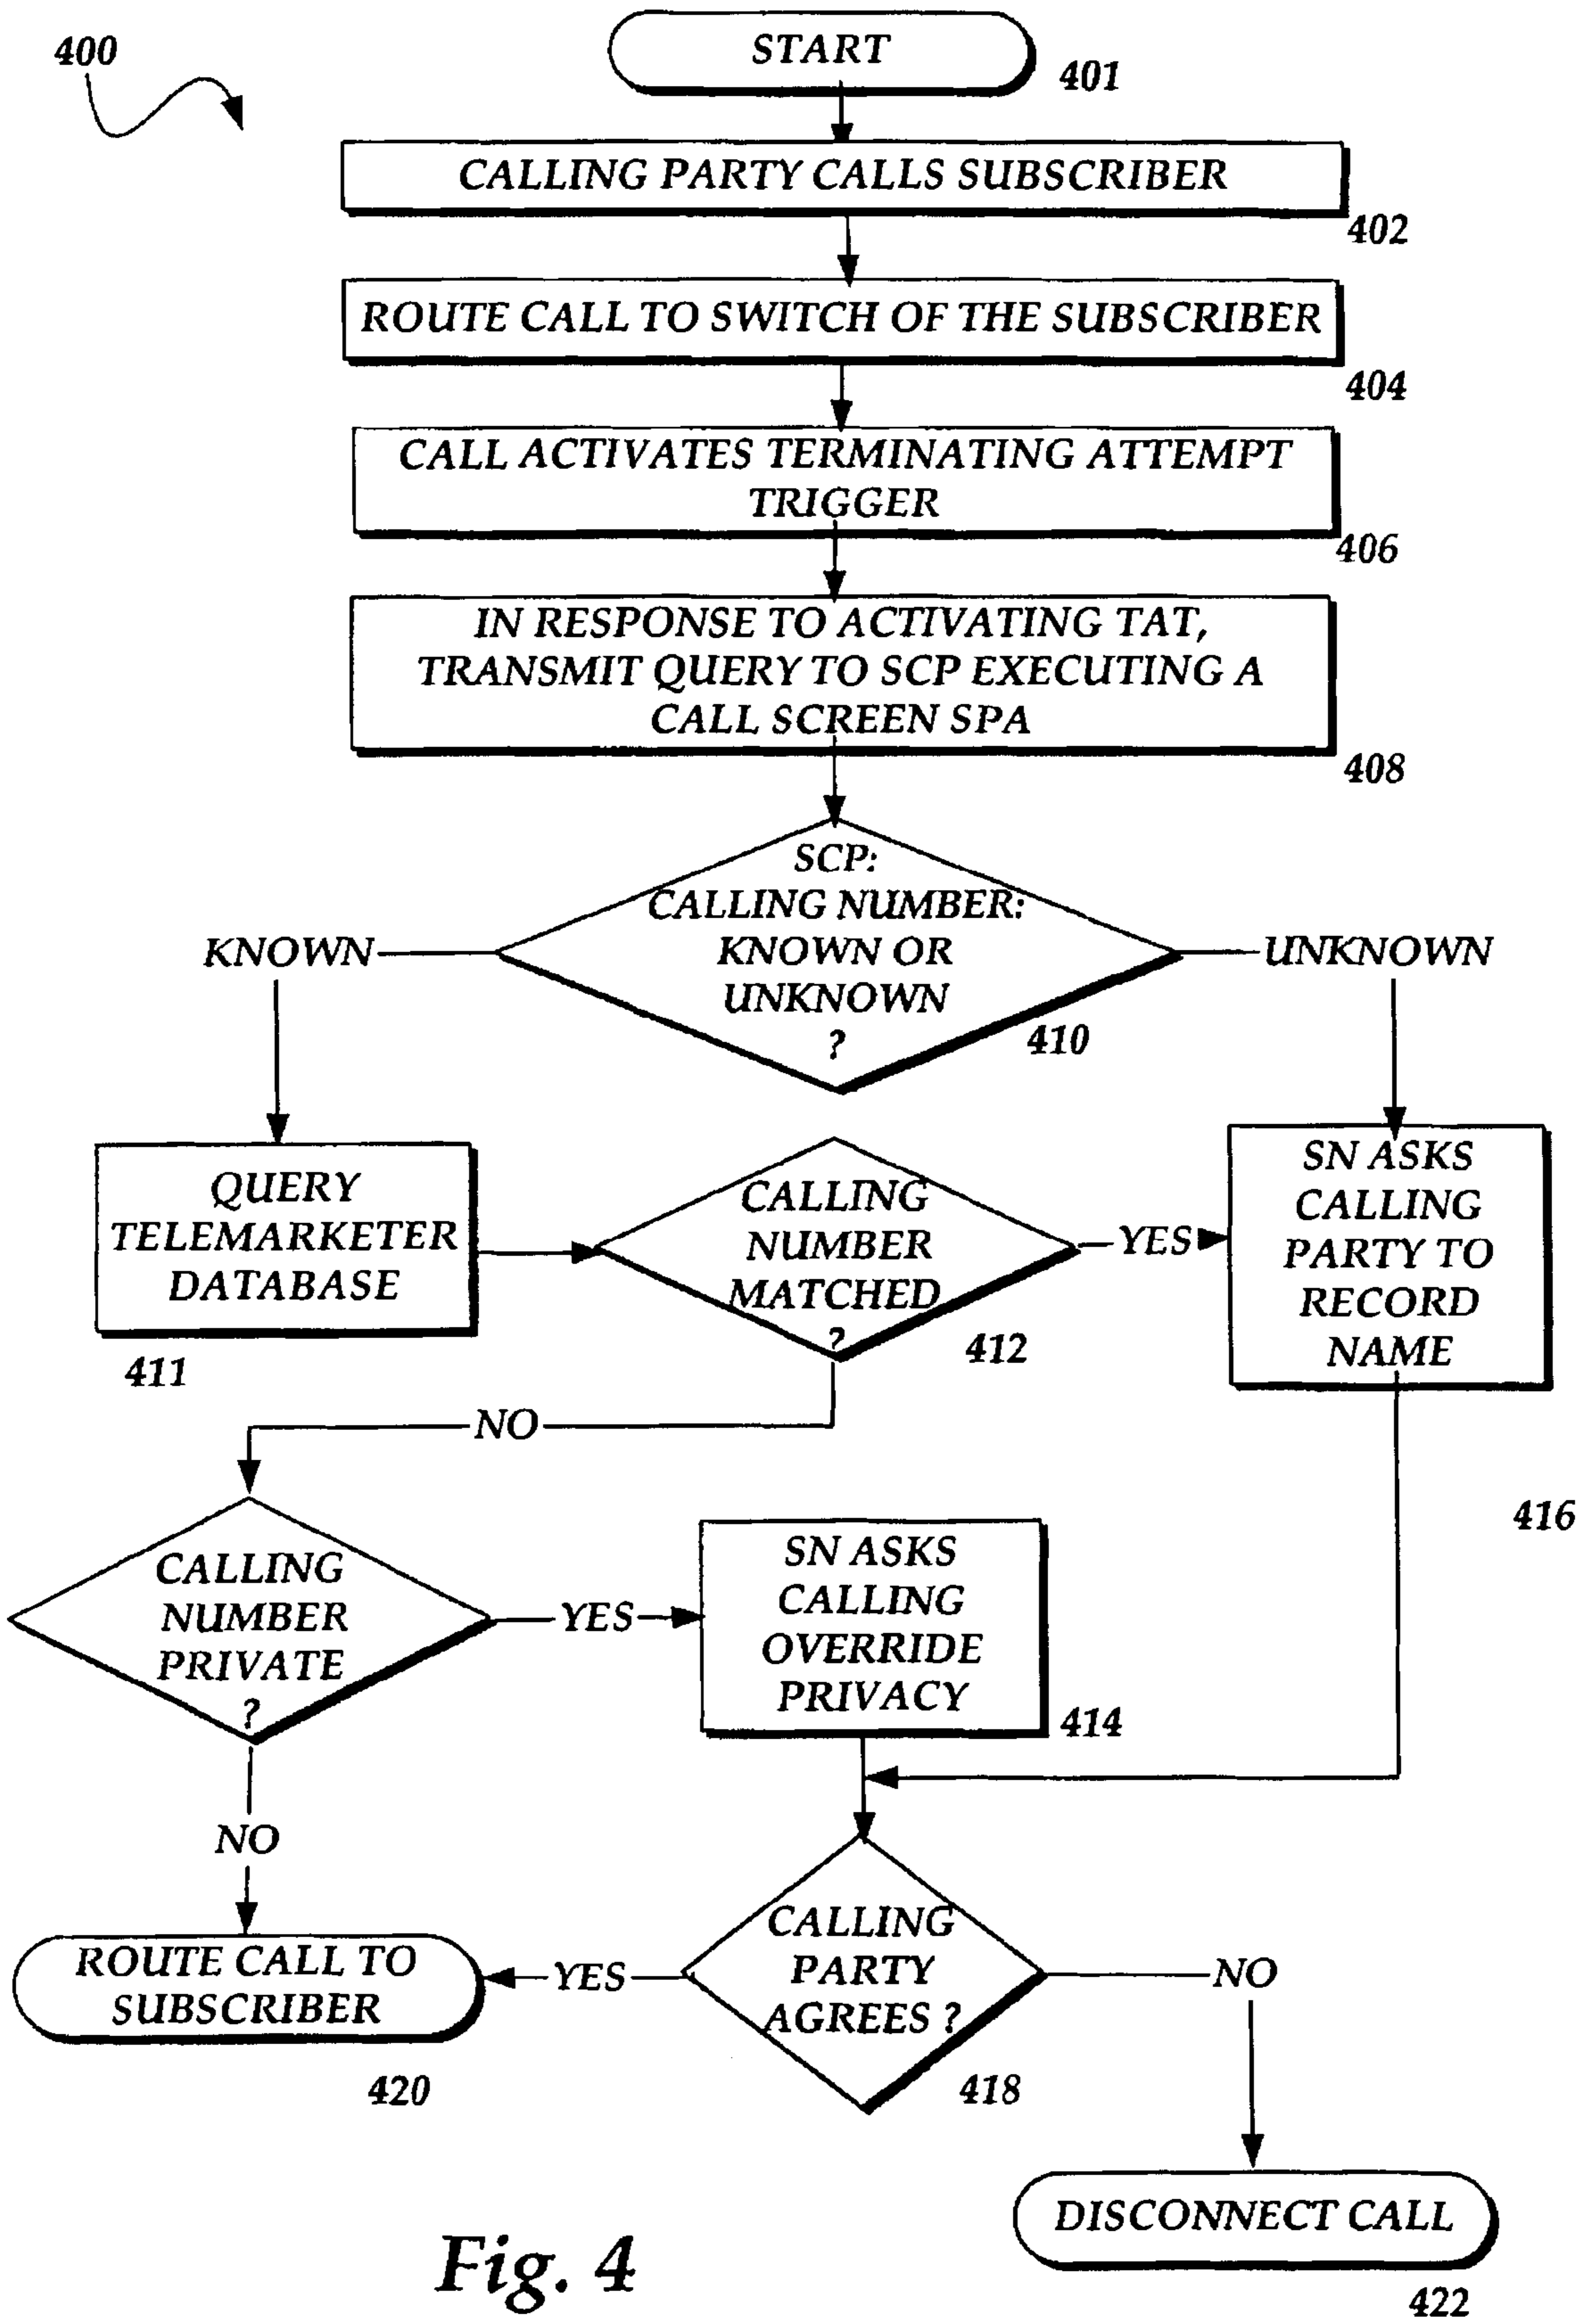 400
START
401
CALLING PARTY CALLS SUBSCRIBER
402
ROUTE CALL TO SWITCH OF THE SUBSCRIBER
404
CALL ACTIVATES TERMINATING ATTEMPT
TRIGGER
406
IN RESPONSE TO ACTIVATING TAT,
TRANSMIT QUERY TO SCP EXECUTING A
CALL SCREEN SPA
408
SCP:
CALLING NUMBER:
KNOWN OR
UNKNOWN
?
410
KNOWN
UNKNOWN
QUERY
TELEMARKETER
DATABASE
411
CALLING
NUMBER
MATCHED
?
412
YES
SN ASKS
CALLING
PARTY TO
RECORD
NAME
416
NO
CALLING
NUMBER
PRIVATE
?
YES
SN ASKS
CALLING
OVERRIDE
PRIVACY
414
NO
ROUTE CALL TO
SUBSCRIBER
420
YES
CALLING
PARTY
AGREES ?
418
NO
DISCONNECT CALL
422
Fig. 4